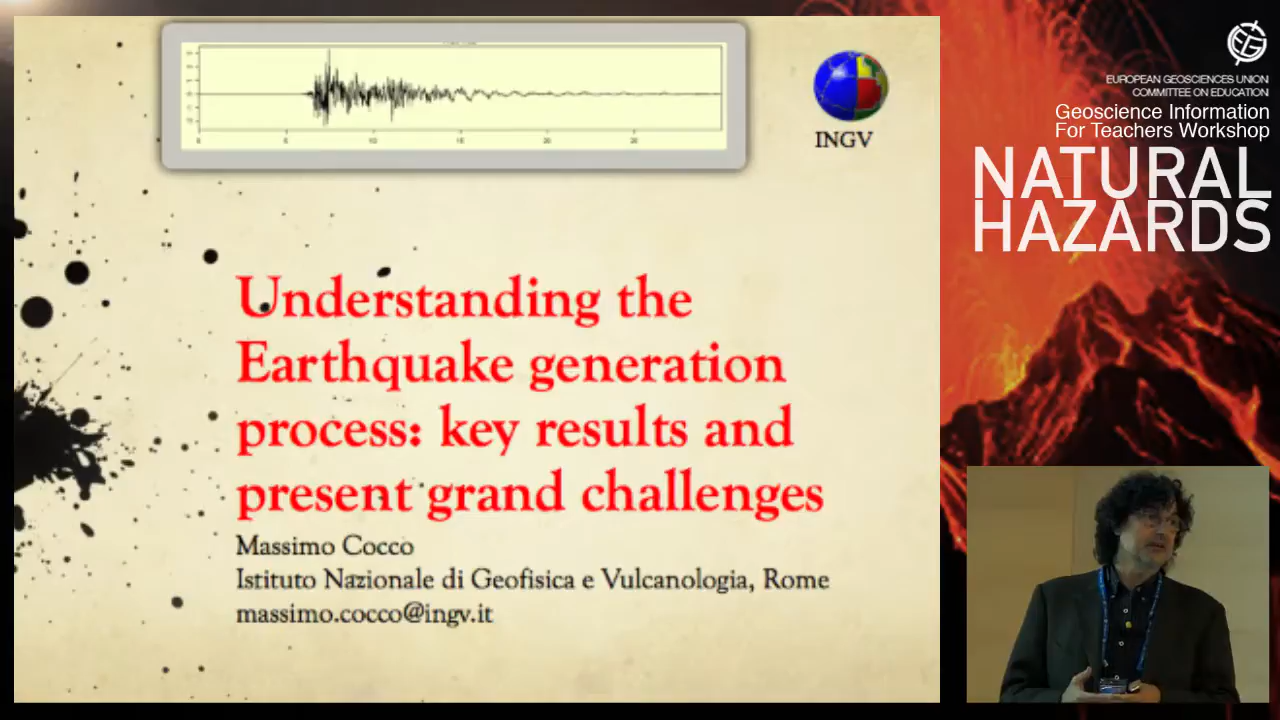 INGV
Understanding the
Earthquake generation
process: key results and
present grand challenges
Massimo Cocco
Istituto Nazionale di Geofisica e Vulcanologia, Rome
massimo.cocco@ingv.it
EUROPEAN GEOSCIENCES UNION
COMMITTEE ON EDUCATION
Geoscience Information
For Teachers Workshop
NATURAL
HAZARDS